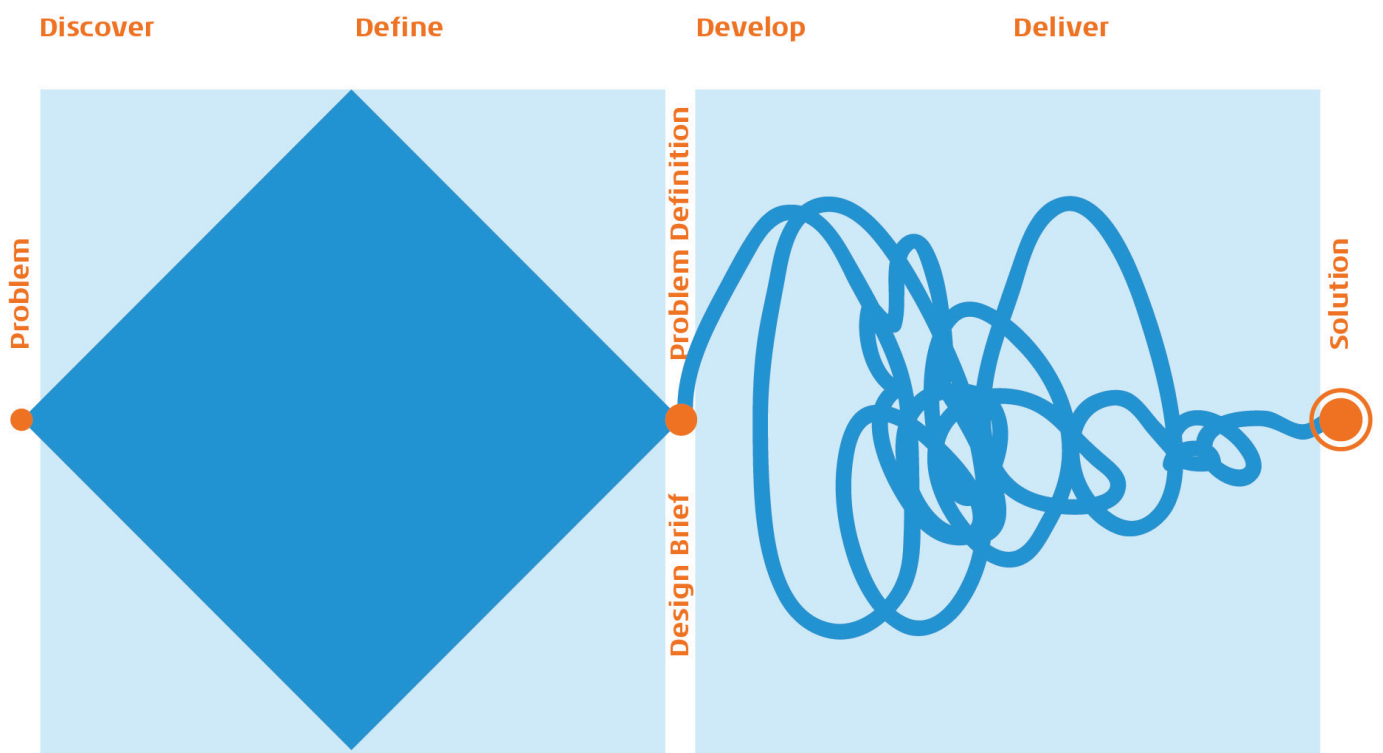 Discover
Define
Develop
Deliver
Problem
Problem Definition
Design Brief
Solution